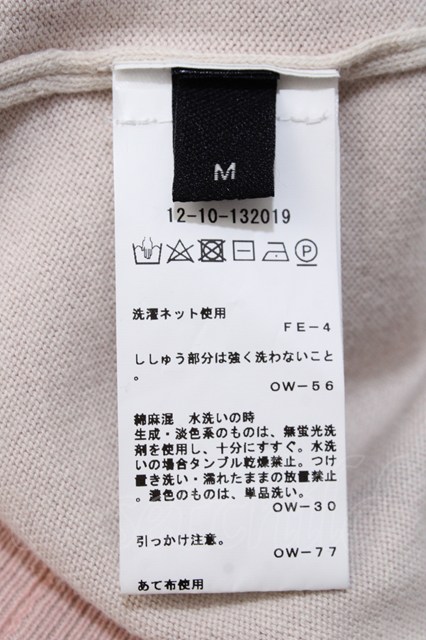 M
12-10-132019
P
洗濯ネット使用
FE-4
ししゅう部分は強く洗わないこと
。
OW-56
綿麻混 水洗いの時
生成・淡色系のものは、無蛍光洗
剤を使用し、十分にすすぐ。水洗
いの場合タンブル乾燥禁止。つけ
置き洗い・濡れたままの放置禁止
。濃色のものは、単品洗い。
OW-30
引っかけ注意。
OW-77
あて布使用